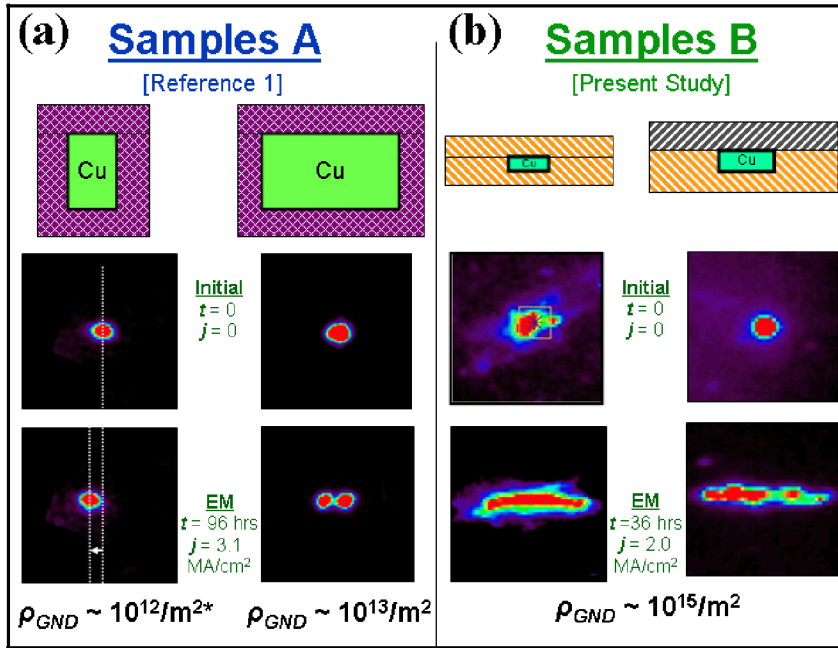 (a) Samples A
[Reference 1]
Cu
Cu
Initial
t = 0
j = 0
EM
t = 96 hrs
j = 3.1
MA/cm²
ρGND ~ 10¹²/m²*
ρGND ~ 10¹³/m²
(b) Samples B
[Present Study]
Cu
Cu
Initial
t = 0
j = 0
EM
t =36 hrs
j = 2.0
MA/cm²
ρGND ~ 10¹⁵/m²